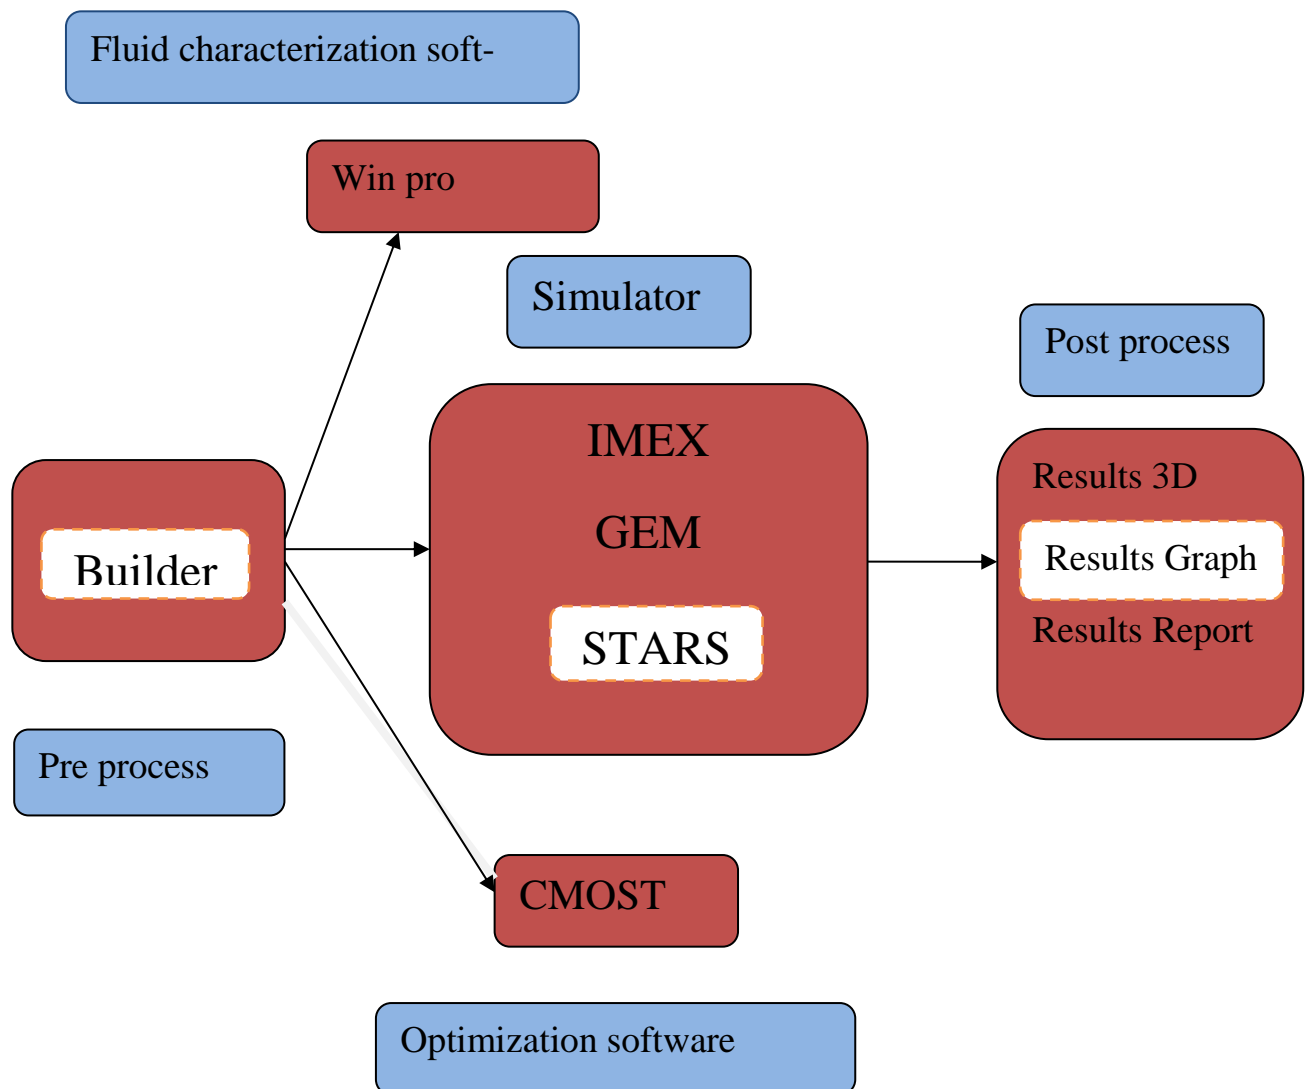 Fluid characterization soft-
Win pro
Simulator
Post process
IMEX
GEM
STARS
Results 3D
Results Graph
Results Report
Builder
Pre process
CMOST
Optimization software